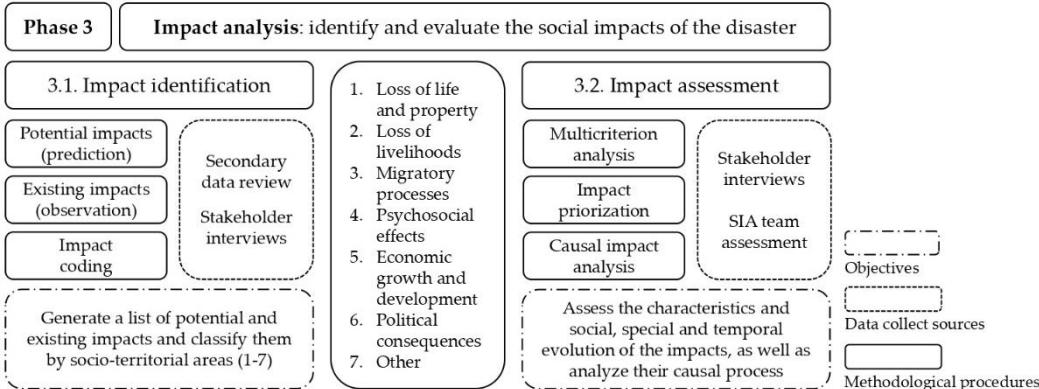 Phase 3
Impact analysis: identify and evaluate the social impacts of the disaster
3.1. Impact identification
Potential impacts
(prediction)
Existing impacts
(observation)
Impact
coding
Secondary
data review
Stakeholder
interviews
Generate a list of potential and
existing impacts and classify them
by socio-territorial areas (1-7)
1. Loss of life
and property
2. Loss of
livelihoods
3. Migratory
processes
4. Psychosocial
effects
5. Economic
growth and
development
6. Political
consequences
7. Other
3.2. Impact assessment
Multicriterion
analysis
Impact
priorization
Causal impact
analysis
Stakeholder
interviews
SIA team
assessment
Assess the characteristics and
social, special and temporal
evolution of the impacts, as well as
analyze their causal process
Objectives
Data collect sources
Methodological procedures